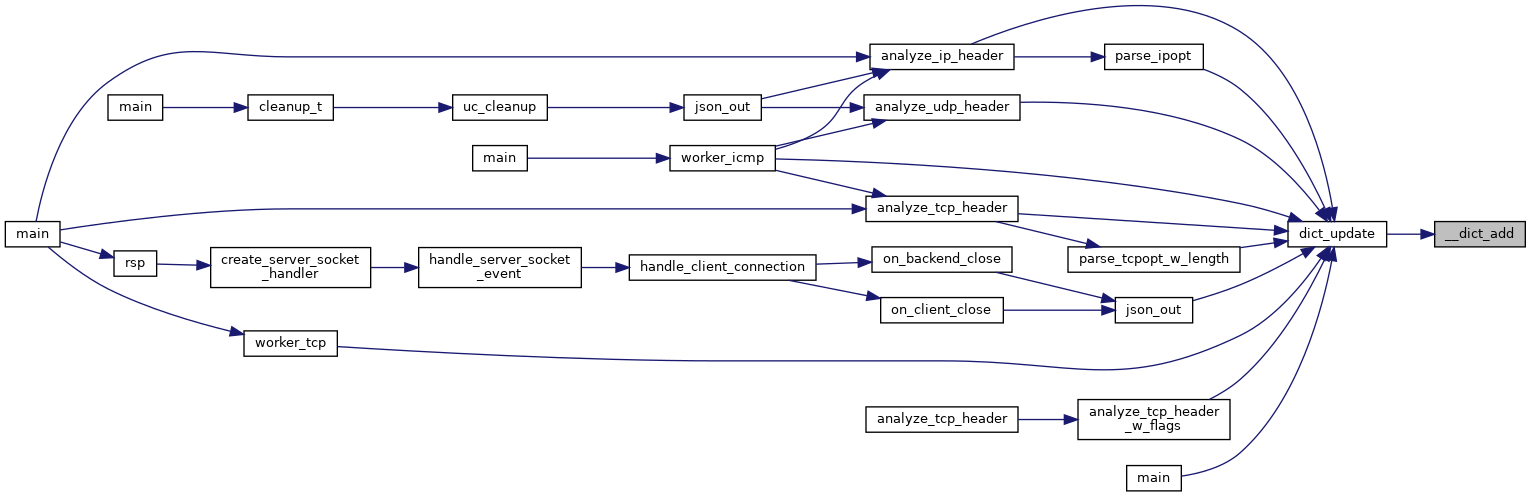 analyze_ip_header
parse_ipopt
main
cleanup_t
uc_cleanup
json_out
analyze_udp_header
main
worker_icmp
analyze_tcp_header
main
dict_update
__dict_add
rsp
create_server_socket
_handler
handle_server_socket
_event
handle_client_connection
on_backend_close
parse_tcpopt_w_length
on_client_close
json_out
worker_tcp
analyze_tcp_header
analyze_tcp_header
_w_flags
main